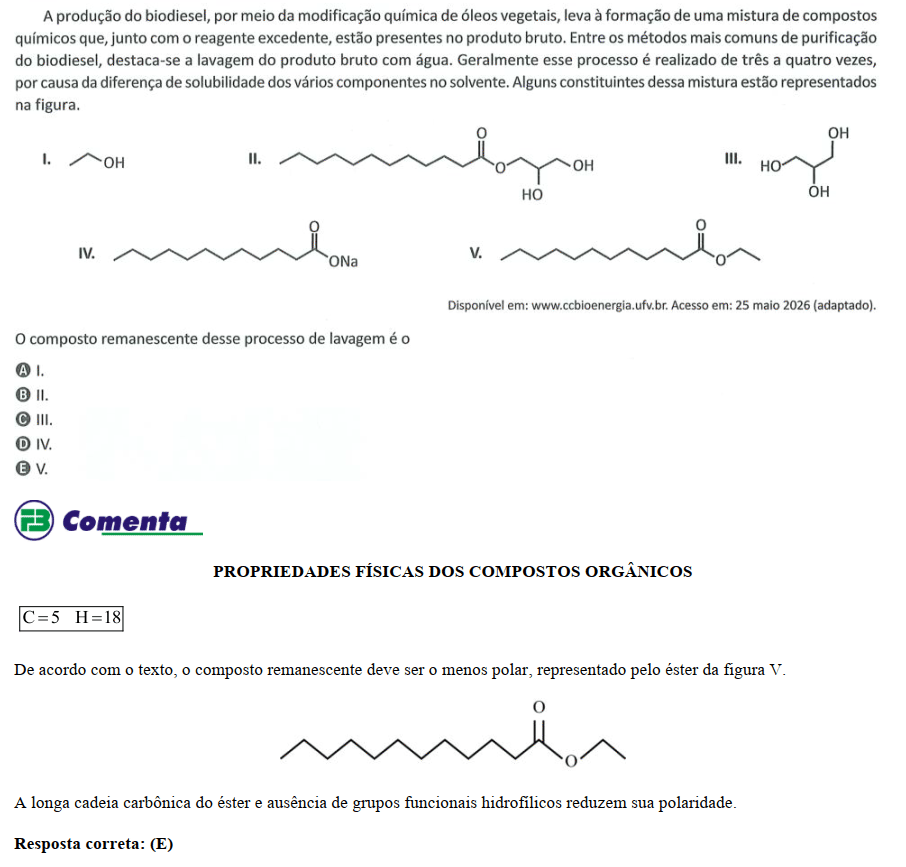 A produção do biodiesel, por meio da modificação química de óleos vegetais, leva à formação de uma mistura de compostos
químicos que, junto com o reagente excedente, estão presentes no produto bruto. Entre os métodos mais comuns de purificação
do biodiesel, destaca-se a lavagem do produto bruto com água. Geralmente esse processo é realizado de três a quatro vezes,
por causa da diferença de solubilidade dos vários componentes no solvente. Alguns constituintes dessa mistura estão representados
na figura.
I. OH
II. O O OH HO
III. HO OH OH
IV. O ONa
V. O O
Disponível em: www.ccbioenergia.ufv.br. Acesso em: 25 maio 2026 (adaptado).
O composto remanescente desse processo de lavagem é o
A I.
B II.
C III.
D IV.
E V.
FB Comenta
PROPRIEDADES FÍSICAS DOS COMPOSTOS ORGÂNICOS
C=5 H=18
De acordo com o texto, o composto remanescente deve ser o menos polar, representado pelo éster da figura V.
O
O
A longa cadeia carbônica do éster e ausência de grupos funcionais hidrofílicos reduzem sua polaridade.
Resposta correta: (E)